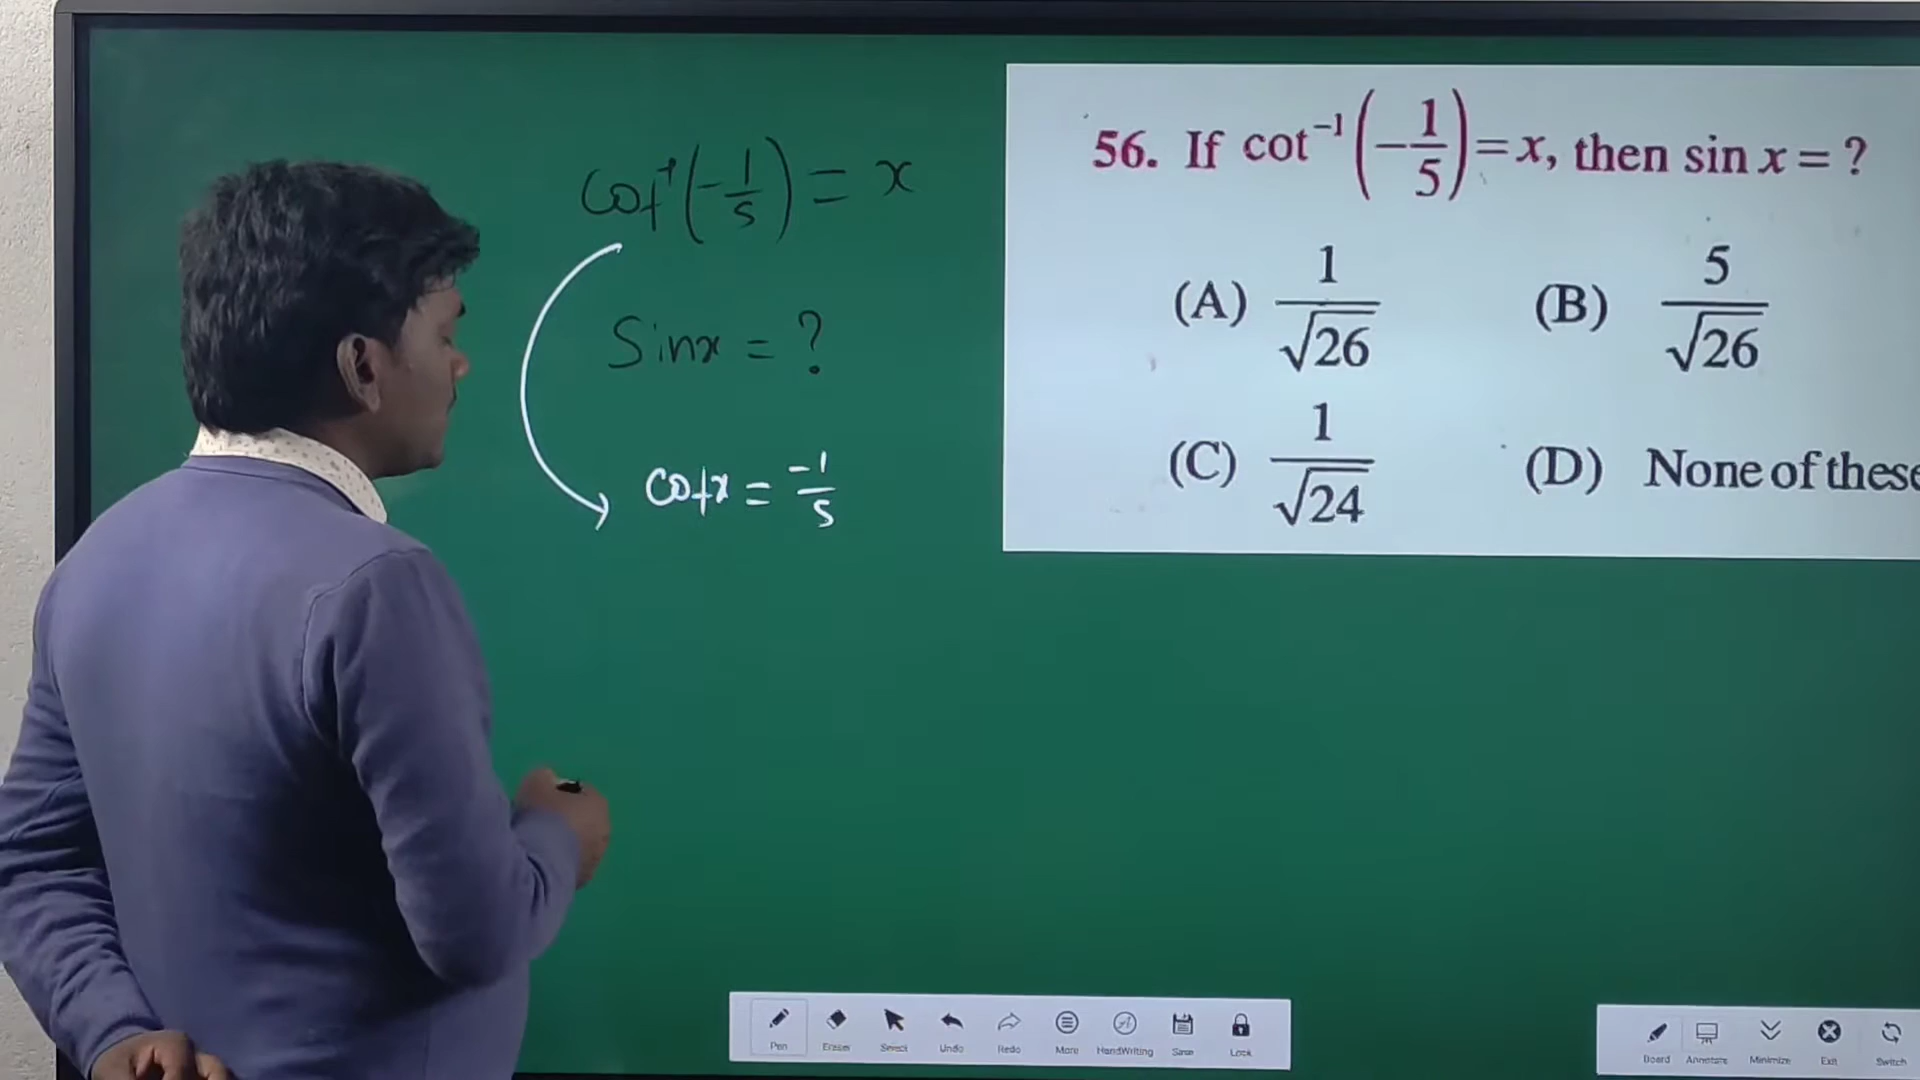 cot⁻¹(-1/5) = x
Sinx = ?
cotx = -1/5
56. If cot⁻¹(-1/5)=x, then sin x = ?
(A) 1/√26 (B) 5/√26
(C) 1/√24 (D) None of these
Pen Eraser Select Undo Redo More HandWriting Save Lock
Board Annotate Minimize Exit Switch